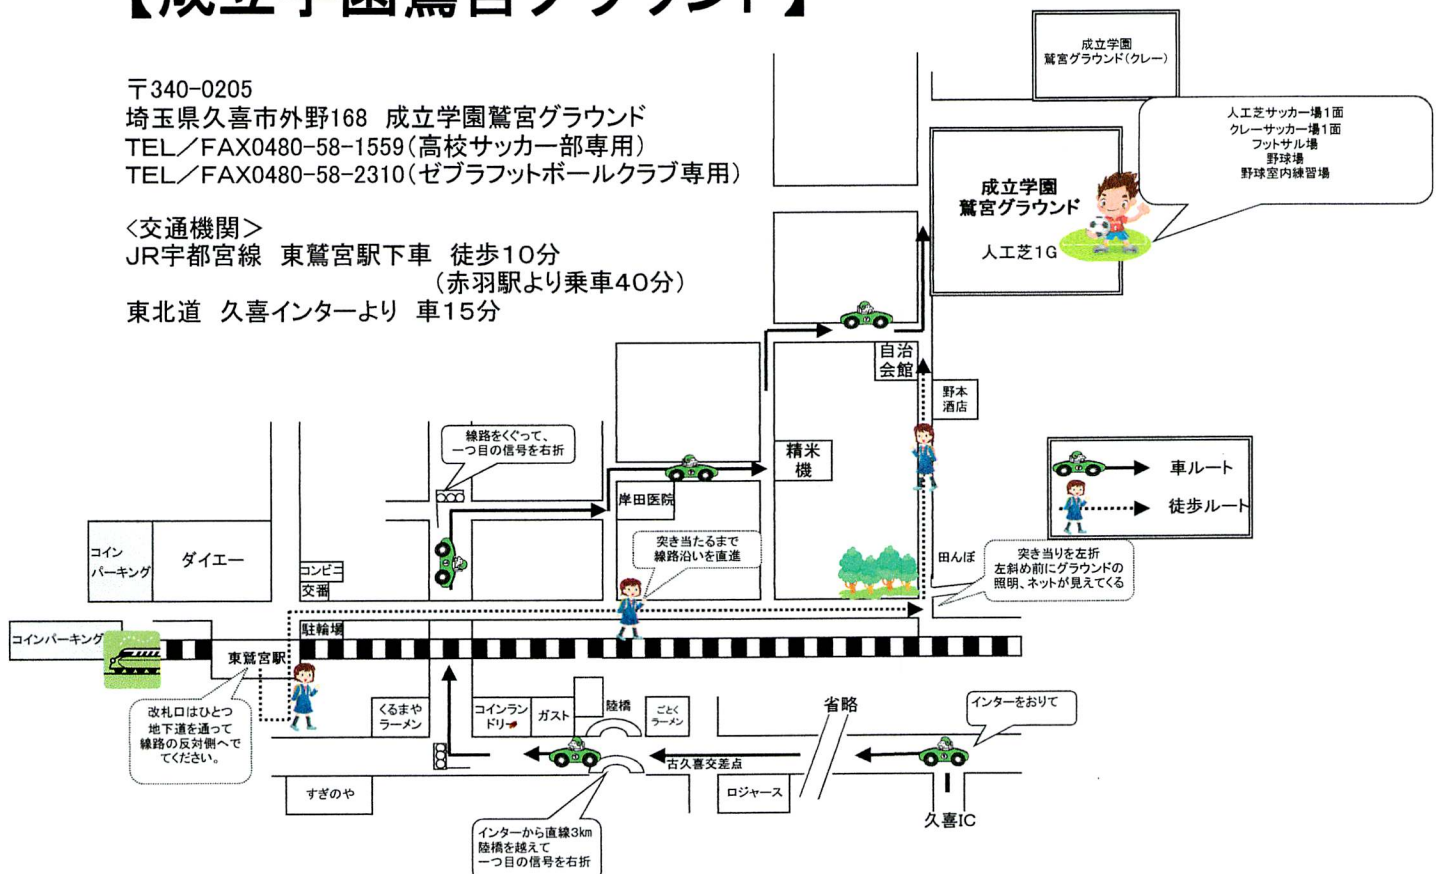 【成立学園鷲宮グラウンド】
〒340-0205
埼玉県久喜市外野168 成立学園鷲宮グラウンド
TEL／FAX0480-58-1559(高校サッカー部専用)
TEL／FAX0480-58-2310(ゼブラフットボールクラブ専用)
<交通機関>
JR宇都宮線 東鷲宮駅下車 徒歩10分
(赤羽駅より乗車40分)
東北道 久喜インターより 車15分
成立学園
鷲宮グラウンド(クレー)
人工芝サッカー場1面
クレーサッカー場1面
フットサル場
野球場
野球室内練習場
成立学園
鷲宮グラウンド
人工芝1G
自治
会館
野本
酒店
線路をくぐって、
一つ目の信号を右折
精米
機
岸田医院
車ルート
徒歩ルート
コイン
パーキング
ダイエー
コンビニ
交番
突き当たるまで
線路沿いを直進
田んぼ
突き当りを左折
左斜め前にグラウンドの
照明、ネットが見えてくる
コインパーキング
駐輪場
東鷲宮駅
改札口はひとつ
地下道を通って
線路の反対側へで
てください。
くるまや
ラーメン
コインラン
ドリー
ガスト
陸橋
ごとく
ラーメン
省略
インターをおりて
古久喜交差点
すぎのや
ロジャース
久喜IC
インターから直線3km
陸橋を越えて
一つ目の信号を右折